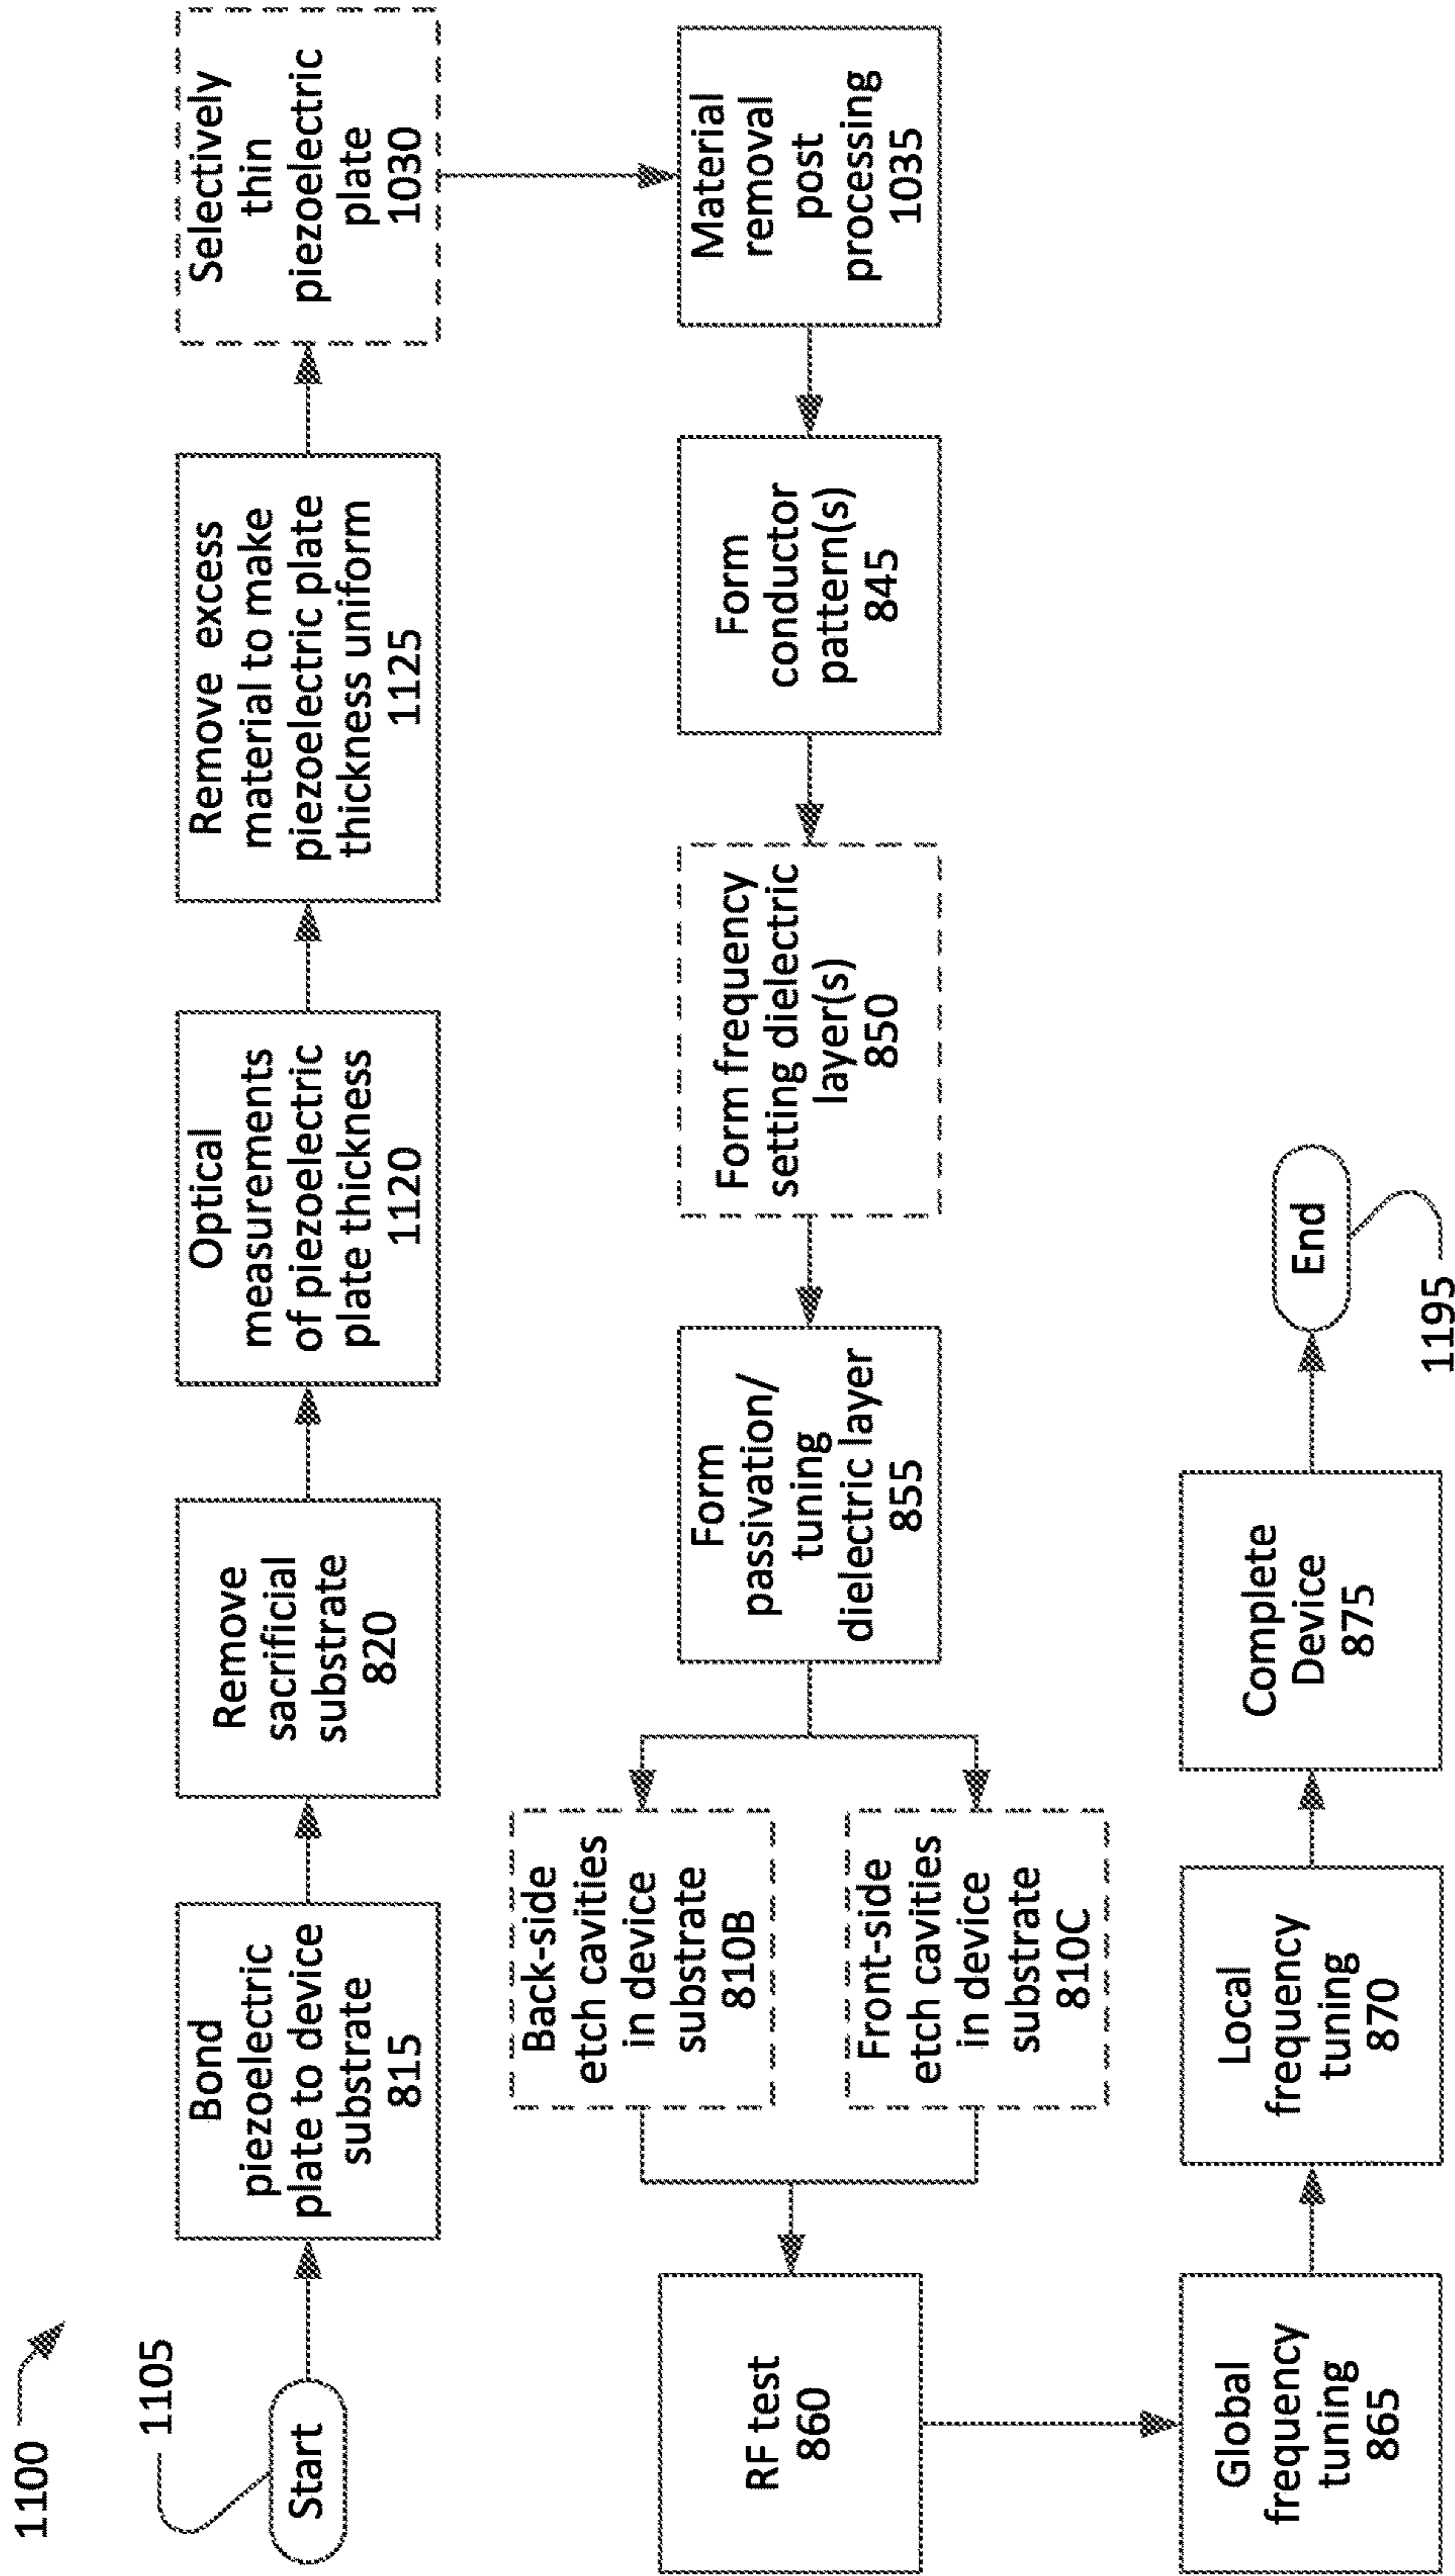 1100
1105
Start
Bond
piezoelectric
plate to device
substrate
815
Remove
sacrificial
substrate
820
Optical
measurements
of piezoelectric
plate thickness
1120
Remove excess
material to make
piezoelectric plate
thickness uniform
1125
Selectively
thin
piezoelectric
plate
1030
Material
removal
post
processing
1035
Form
conductor
pattern(s)
845
Form frequency
setting dielectric
layer(s)
850
Form
passivation/
tuning
dielectric layer
855
Back-side
etch cavities
in device
substrate
810B
Front-side
etch cavities
in device
substrate
810C
RF test
860
Global
frequency
tuning
865
Local
frequency
tuning
870
Complete
Device
875
End
1195